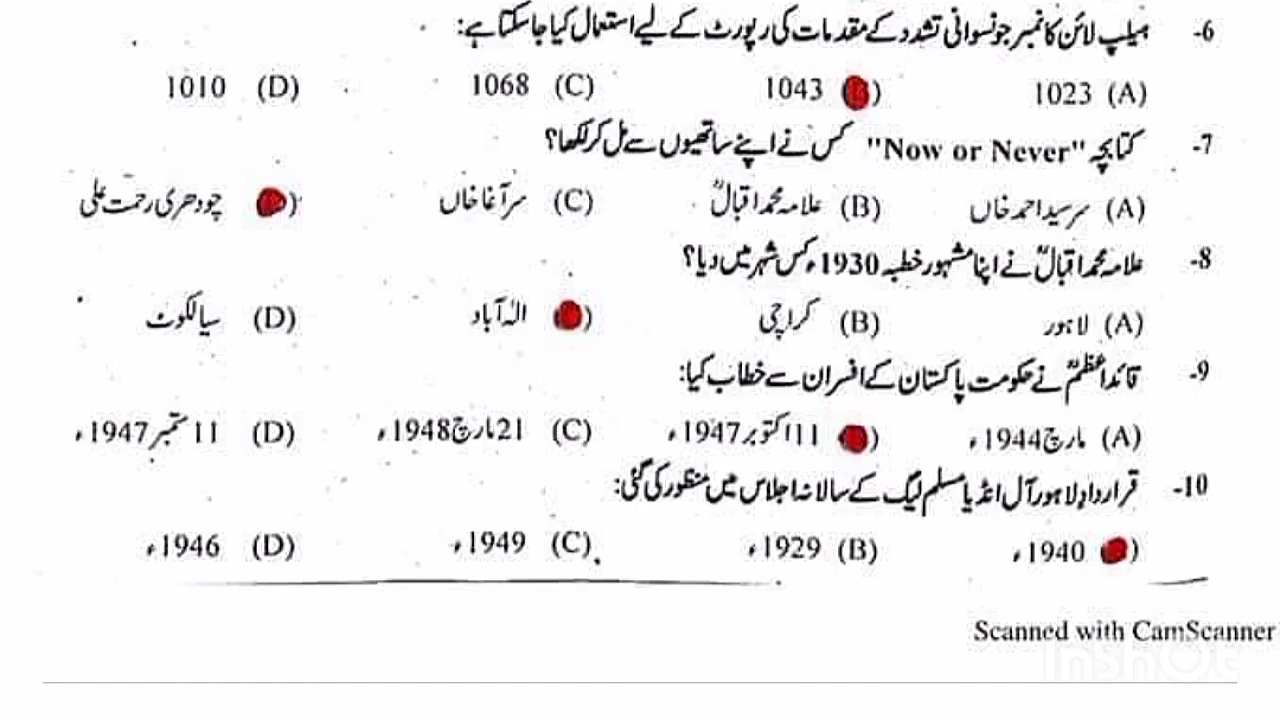 6- ہیلپ لائن کا نمبر جو نسوانی تشدد کے مقدمات کی رپورٹ کے لیے استعمال کیا جا سکتا ہے:
(A) 1023 (B) 1043 (C) 1068 (D) 1010
7- کتابچہ "Now or Never" کس نے اپنے ساتھیوں سے مل کر لکھا؟
(A) سر سید احمد خاں (B) علامہ محمد اقبالؒ (C) سر آغا خاں ) چودھری رحمت علی
8- علامہ محمد اقبالؒ نے اپنا مشہور خطبہ 1930ء کس شہر میں دیا؟
(A) لاہور (B) کراچی ) الہٰ آباد (D) سیالکوٹ
9- قائداعظمؒ نے حکومت پاکستان کے افسران سے خطاب کیا:
(A) مارچ 1944ء ) 11 اکتوبر 1947ء (C) 21 مارچ 1948ء (D) 11 ستمبر 1947ء
10- قرارداد لاہور آل انڈیا مسلم لیگ کے سالانہ اجلاس میں منظور کی گئی:
) 1940ء (B) 1929ء (C) 1949ء (D) 1946ء
Scanned with CamScanner
InshOt